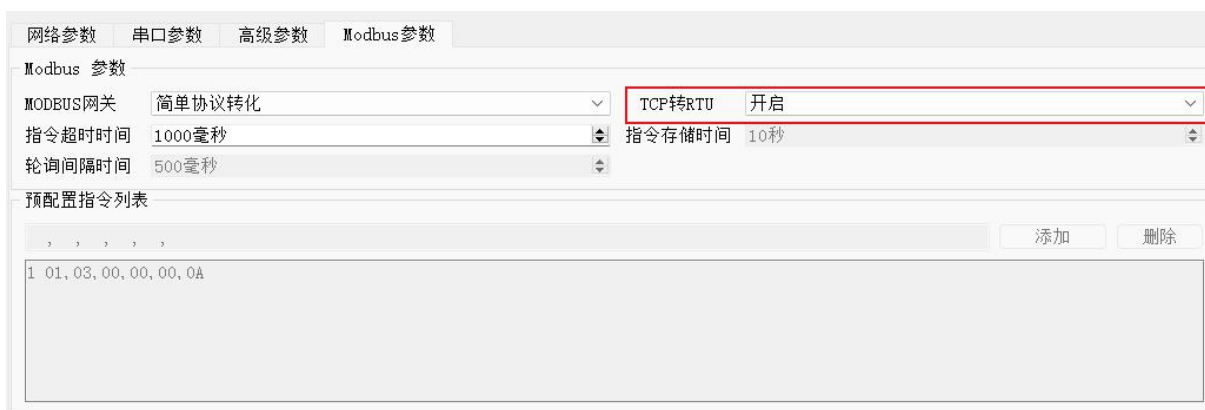 网络参数 串口参数 高级参数 Modbus参数
Modbus 参数
MODBUS网关 简单协议转化 TCP转RTU 开启
指令超时时间 1000毫秒 指令存储时间 10秒
轮询间隔时间 500毫秒
预配置指令列表
, , , , , 添加 删除
1 01,03,00,00,00,0A